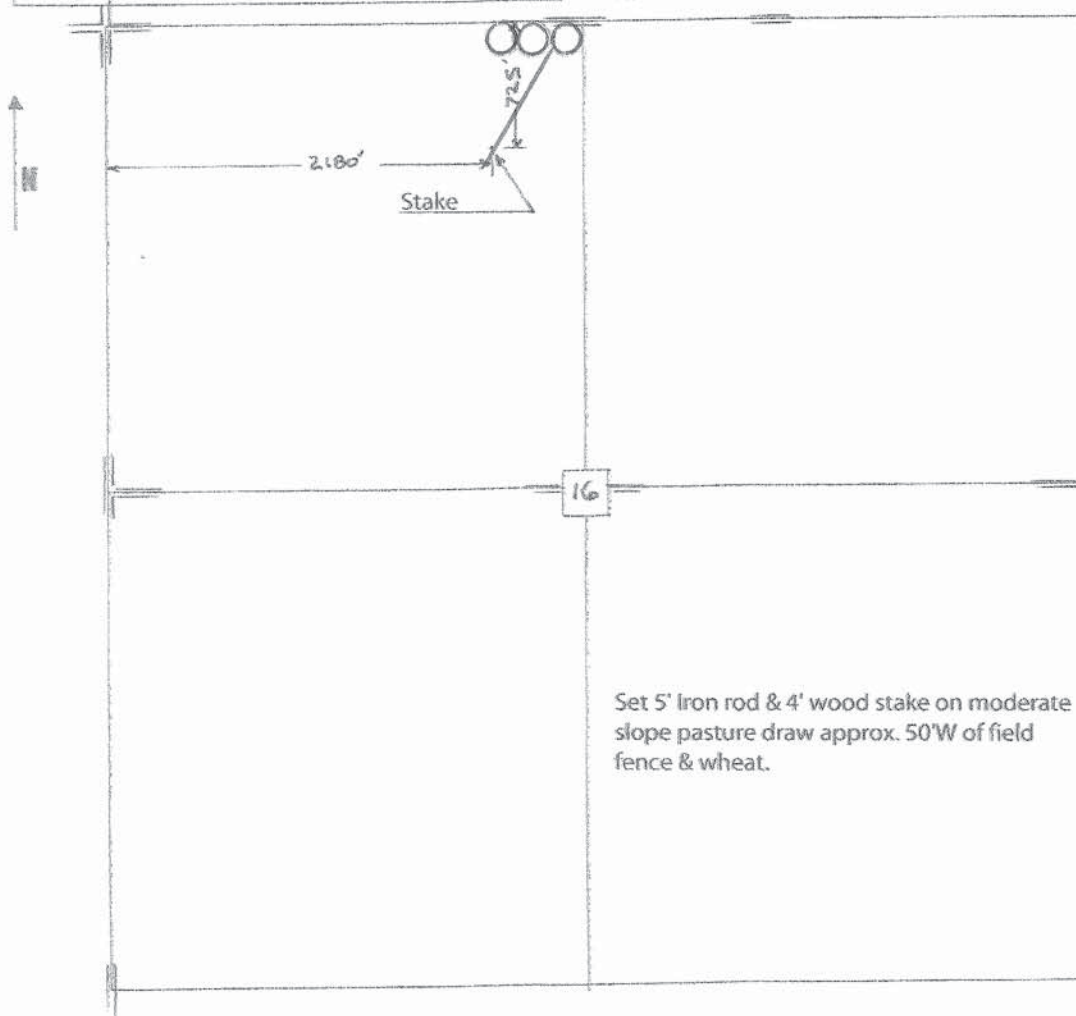 725'
2180'
Stake
16
Set 5' Iron rod & 4' wood stake on moderate
slope pasture draw approx. 50'W of field
fence & wheat.